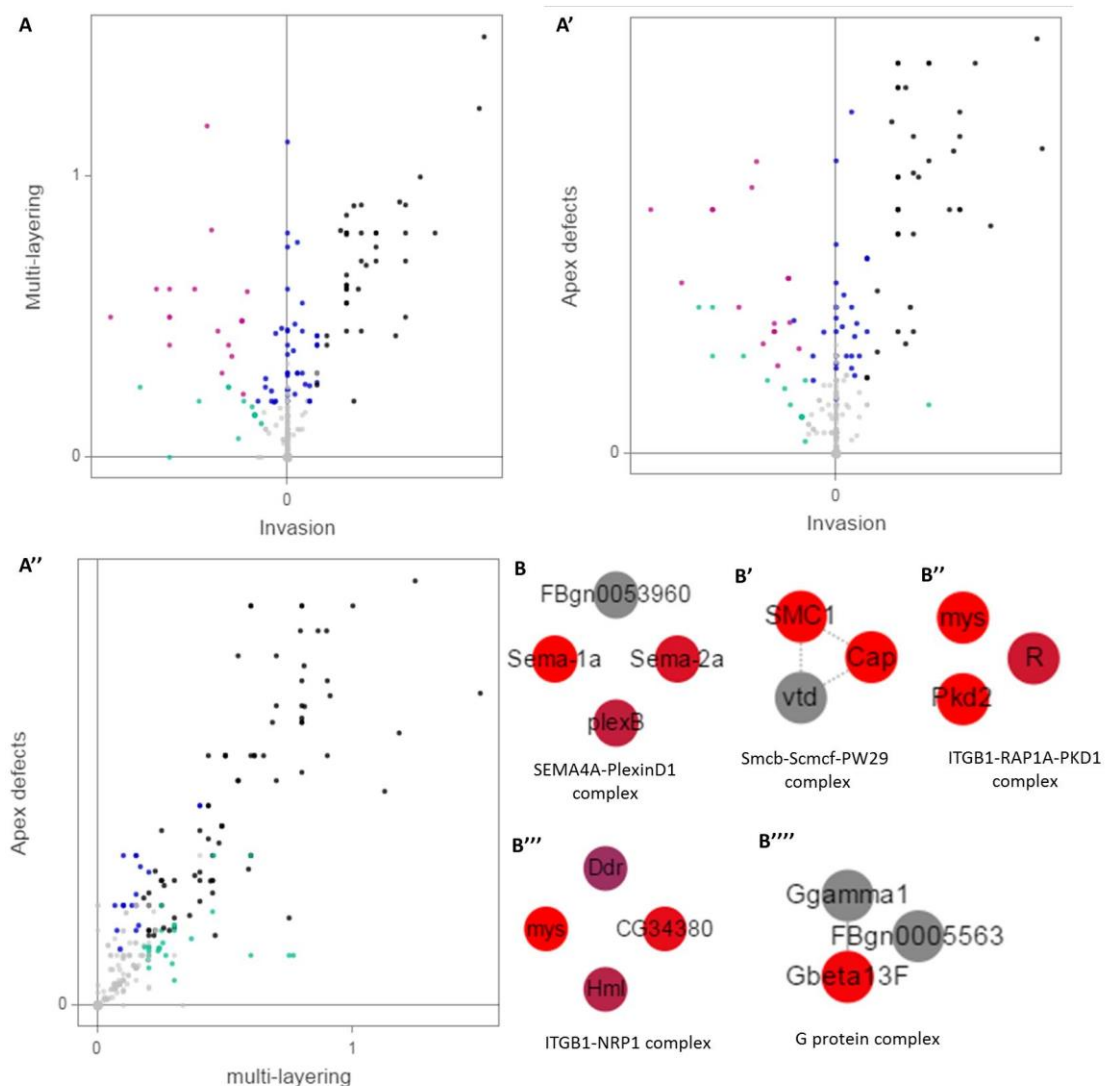 A
Multi-layering
1
0
0
Invasion
A'
Apex defects
0
0
Invasion
A''
Apex defects
0
0
1
multi-layering
B
FBgn0053960
Sema-1a
Sema-2a
plexB
SEMA4A-PlexinD1
complex
B'
SMC1
Cap
vtd
Smcb-Scmcf-PW29
complex
B''
mys
R
Pkd2
ITGB1-RAP1A-PKD1
complex
B'''
Ddr
mys
CG34380
Hml
ITGB1-NRP1 complex
B''''
Ggamma1
FBgn0005563
Gbeta13F
G protein complex